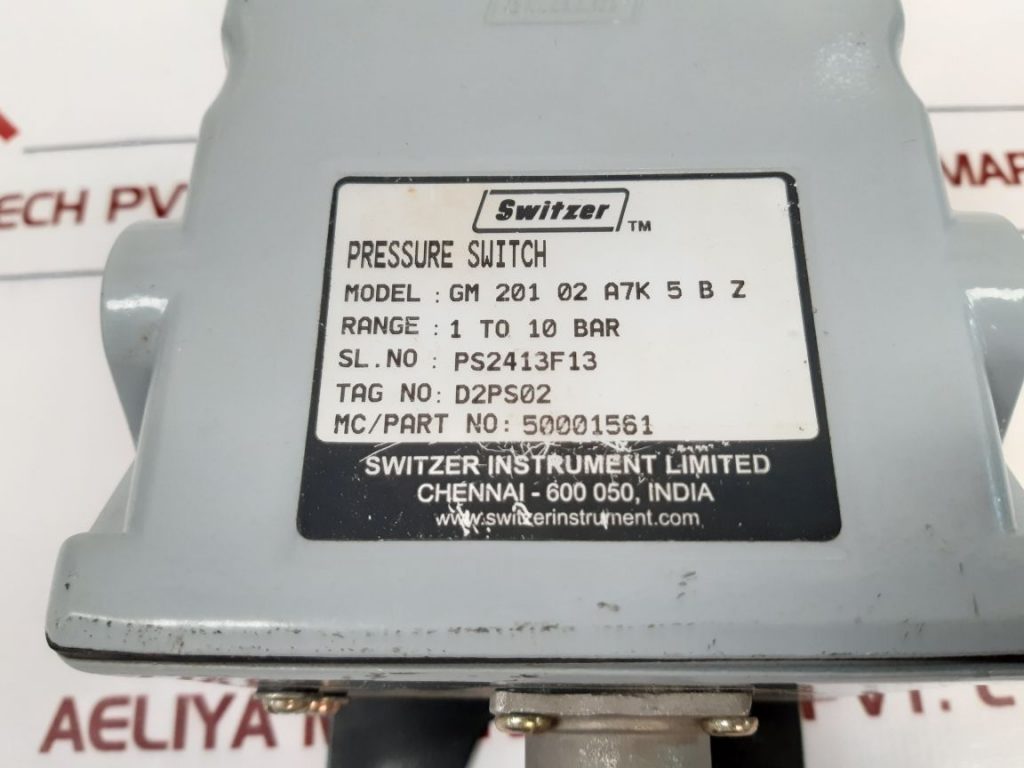 ECH PV
MAR
Switzer TM
PRESSURE SWITCH
MODEL : GM 201 02 A7K 5 B Z
RANGE : 1 TO 10 BAR
SL.NO : PS2413F13
TAG NO: D2PS02
MC/PART NO: 50001561
SWITZER INSTRUMENT LIMITED
CHENNAI - 600 050, INDIA
www.switzerinstrument.com
AELIYA M
PVT.